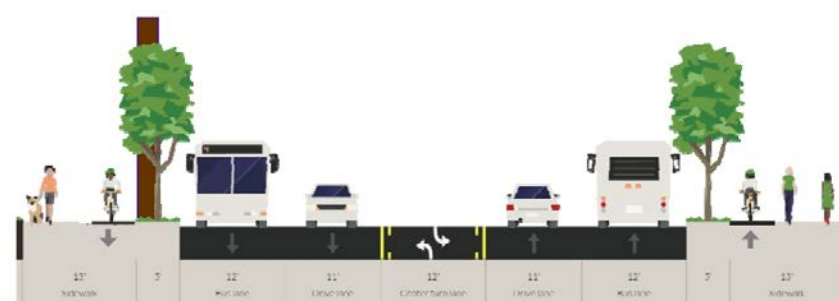 13' 5' 12' 11' 12' 11' 12' 5' 13'
Sidewalk Bus lane Drive lane Center turn lane Drive lane Bus lane Sidewalk